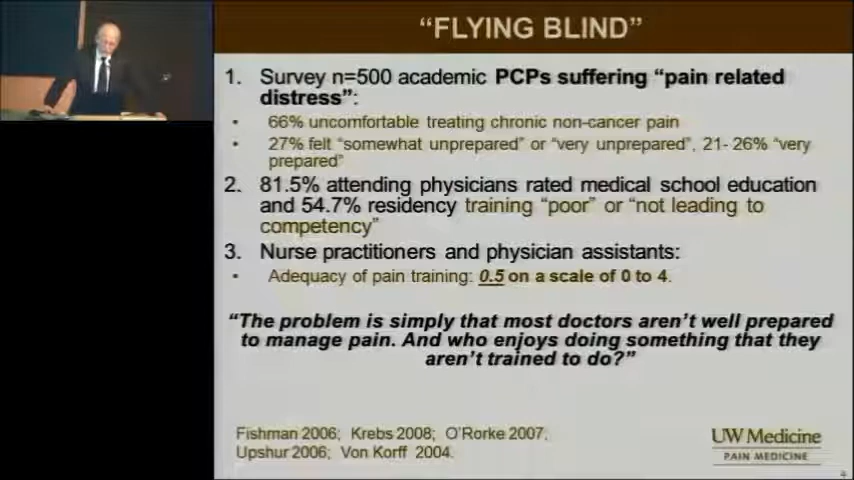 “FLYING BLIND”
1. Survey n=500 academic PCPs suffering “pain related
distress”:
• 66% uncomfortable treating chronic non-cancer pain
• 27% felt “somewhat unprepared” or “very unprepared”, 21- 26% “very
prepared”
2. 81.5% attending physicians rated medical school education
and 54.7% residency training “poor” or “not leading to
competency”
3. Nurse practitioners and physician assistants:
• Adequacy of pain training: 0.5 on a scale of 0 to 4.
“The problem is simply that most doctors aren’t well prepared
to manage pain. And who enjoys doing something that they
aren’t trained to do?”
Fishman 2006; Krebs 2008; O’Rorke 2007;
Upshur 2006; Von Korff 2004.
UW Medicine
PAIN MEDICINE
4